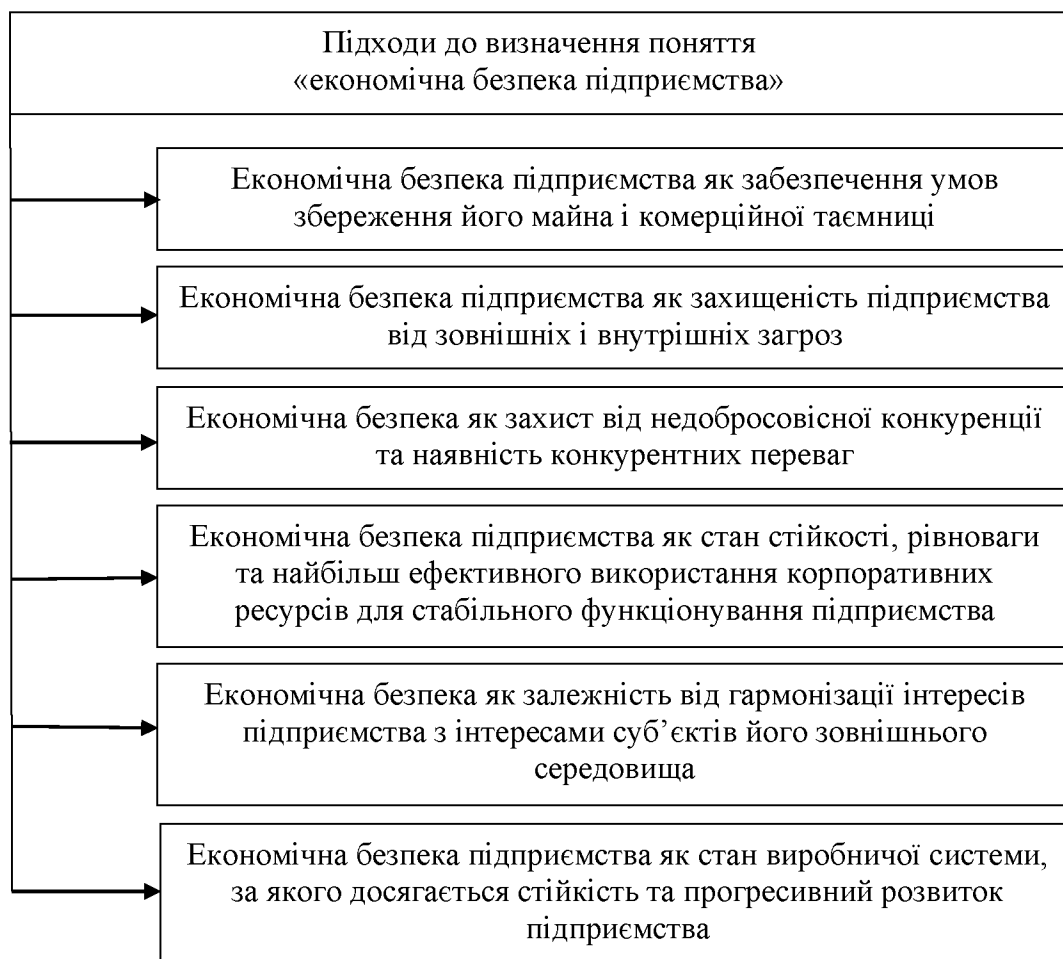 Підходи до визначення поняття
«економічна безпека підприємства»
Економічна безпека підприємства як забезпечення умов
збереження його майна і комерційної таємниці
Економічна безпека підприємства як захищеність підприємства
від зовнішніх і внутрішніх загроз
Економічна безпека як захист від недобросовісної конкуренції
та наявність конкурентних переваг
Економічна безпека підприємства як стан стійкості, рівноваги
та найбільш ефективного використання корпоративних
ресурсів для стабільного функціонування підприємства
Економічна безпека як залежність від гармонізації інтересів
підприємства з інтересами суб’єктів його зовнішнього
середовища
Економічна безпека підприємства як стан виробничої системи,
за якого досягається стійкість та прогресивний розвиток
підприємства